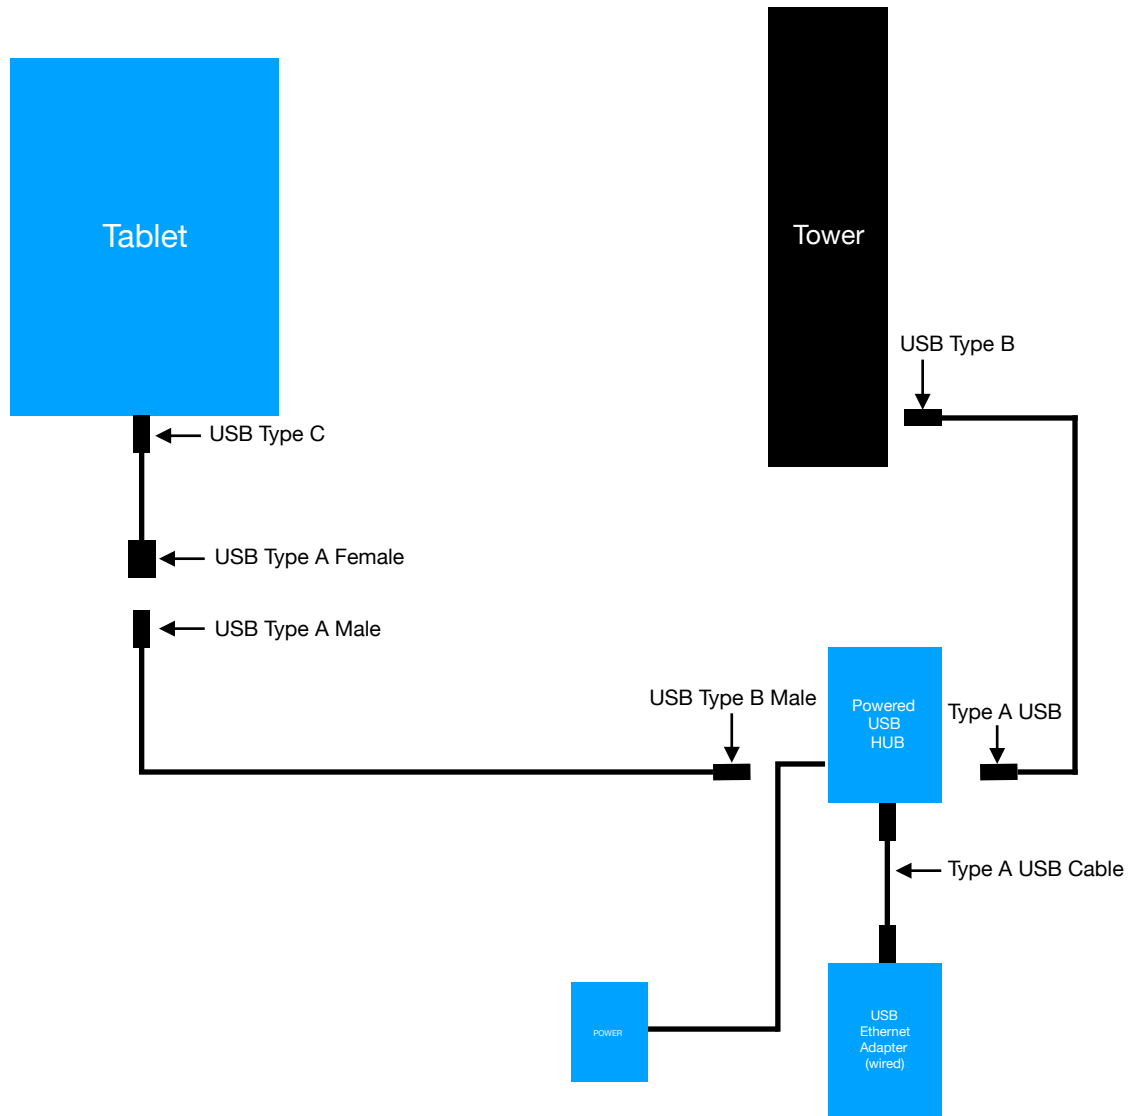 Tablet
Tower
USB Type B
USB Type C
USB Type A Female
USB Type A Male
USB Type B Male
Powered
USB
HUB
Type A USB
Type A USB Cable
POWER
USB
Ethernet
Adapter
(wired)